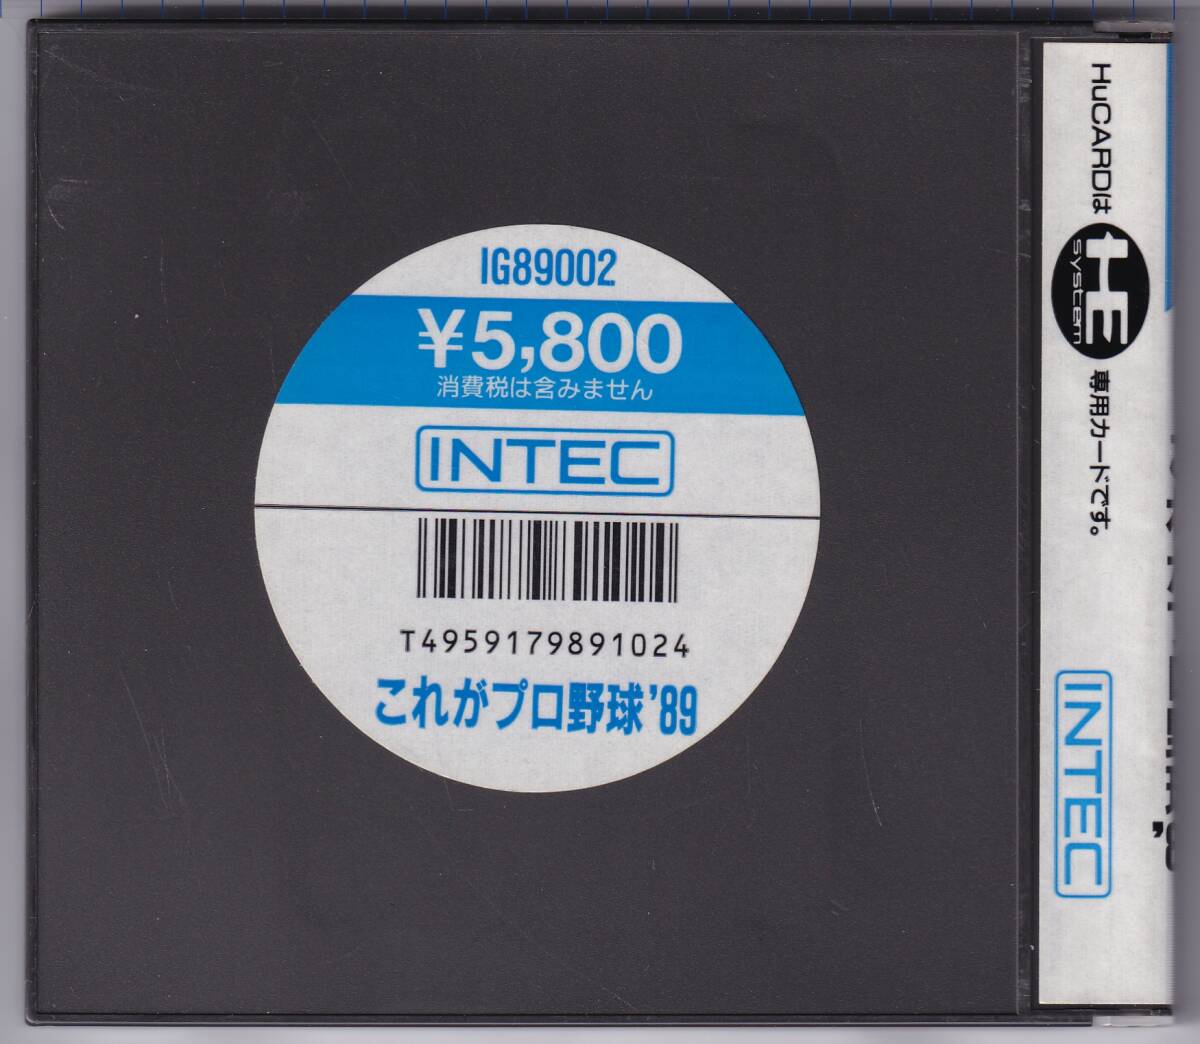 IG89002
¥5,800
消費税は含みません
INTEC
T4959179891024
これがプロ野球'89
HuCARDは
HE
system
専用カードです。
INTEC